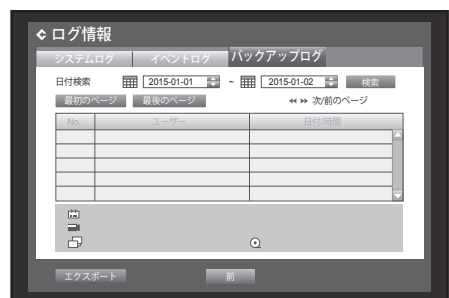 ログ情報
システムログ イベントログ バックアップログ
日付検索 2015-01-01 ~ 2015-01-02 検索
最初のページ 最後のページ 次/前のページ
No. ユーザー 日付/時間
エクスポート 前